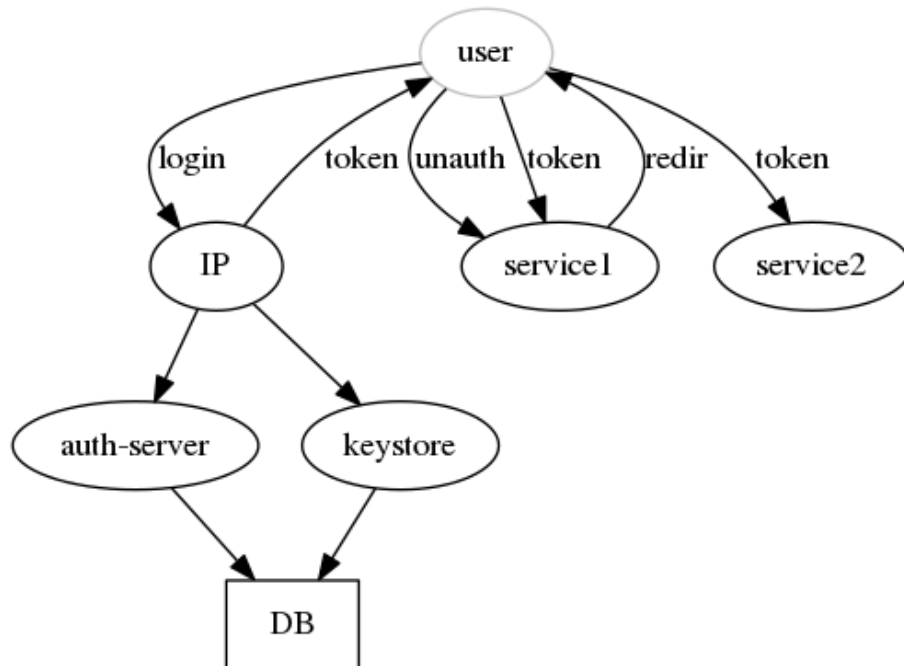 user
login
token
unauth
token
redir
token
IP
service1
service2
auth-server
keystore
DB